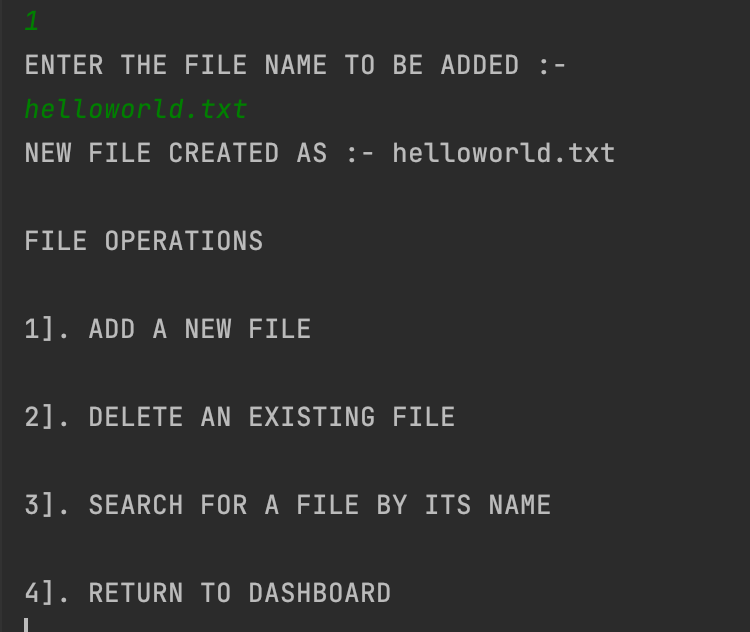 1
ENTER THE FILE NAME TO BE ADDED :-
helloworld.txt
NEW FILE CREATED AS :- helloworld.txt
FILE OPERATIONS
1]. ADD A NEW FILE
2]. DELETE AN EXISTING FILE
3]. SEARCH FOR A FILE BY ITS NAME
4]. RETURN TO DASHBOARD